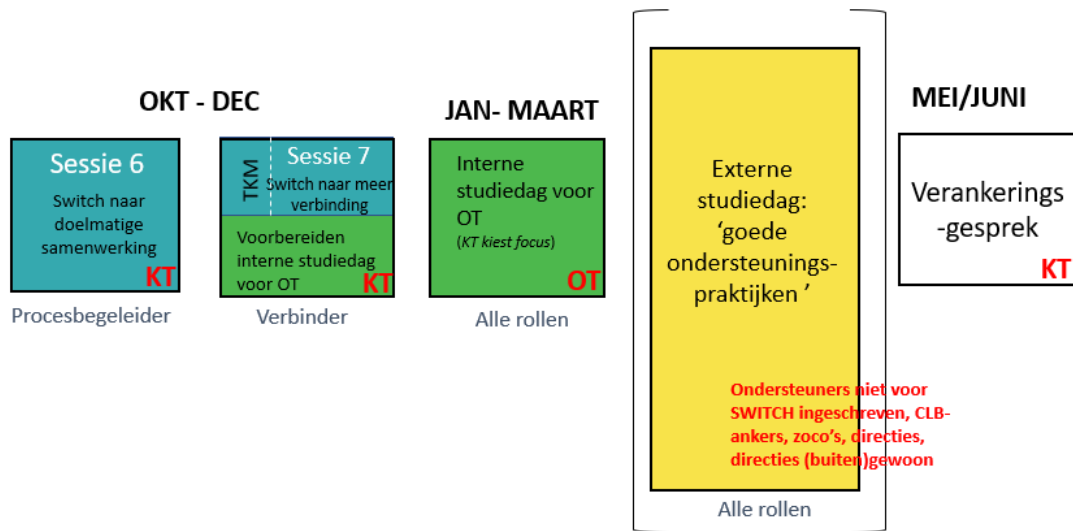 OKT - DEC
JAN- MAART
MEI/JUNI
Sessie 6
Switch naar
doelmatige
samenwerking
KT
Procesbegeleider
TKM
Sessie 7
Switch naar meer
verbinding
Voorbereiden
interne studiedag
voor OT
KT
Verbinder
Interne
studiedag voor
OT
(KT kiest focus)
OT
Alle rollen
Externe
studiedag:
‘goede
ondersteunings-
praktijken ’
Ondersteuners niet voor
SWITCH ingeschreven, CLB-
ankers, zoco’s, directies,
directies (buiten)gewoon
Alle rollen
Verankerings
-gesprek
KT